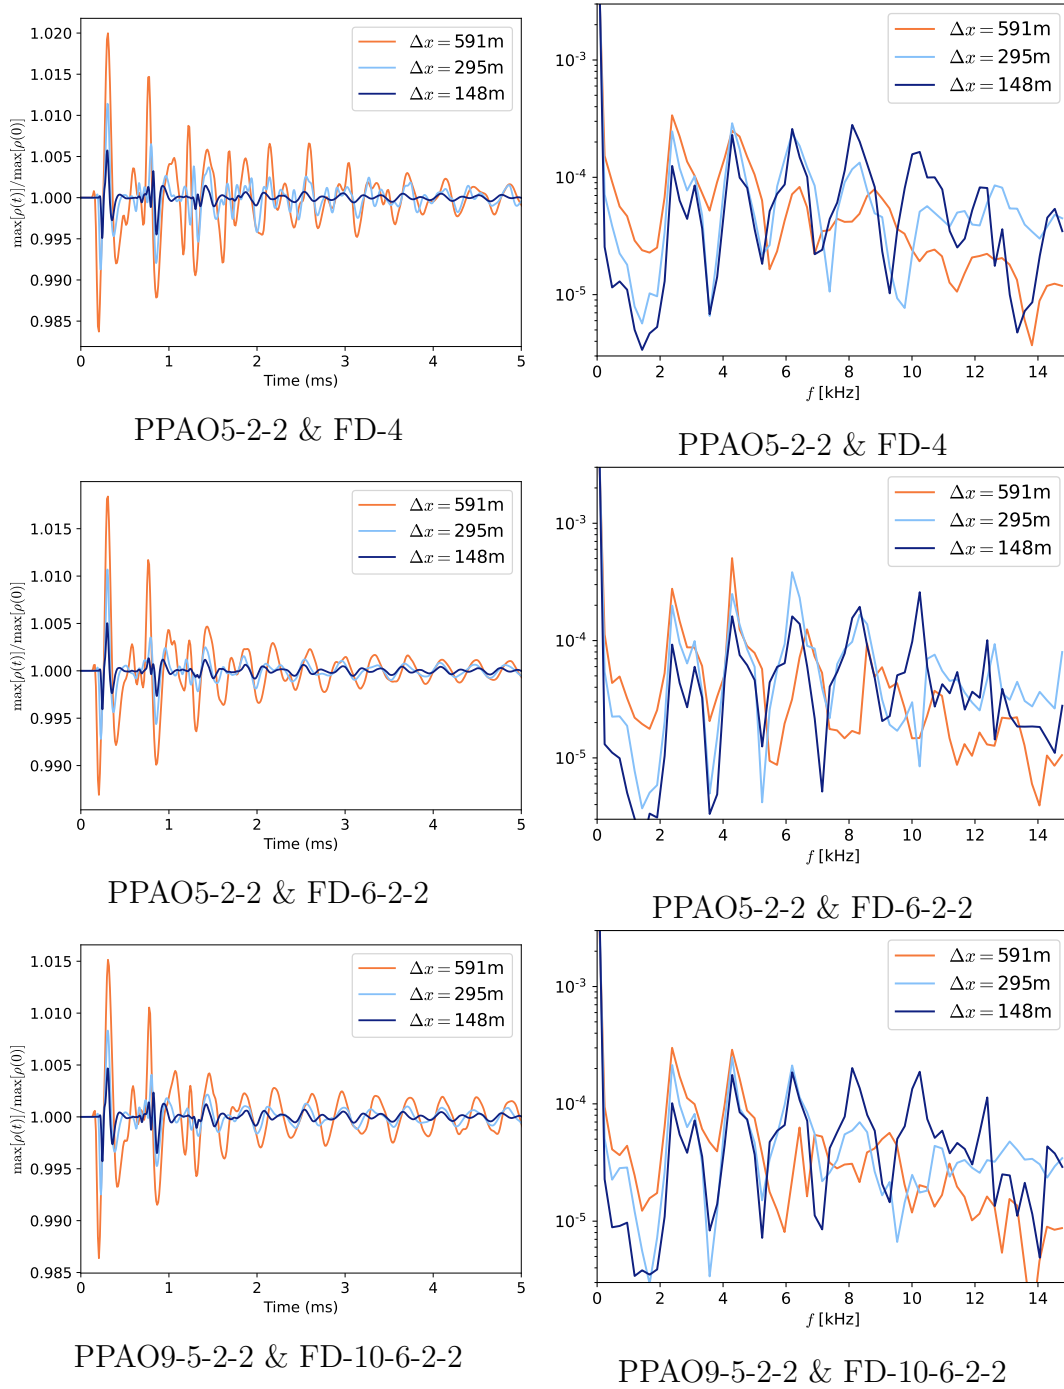 1.020
1.015
1.010
1.005
1.000
0.995
0.990
0.985
max[ρ(t)]/max[ρ(0)]
Δx = 591m
Δx = 295m
Δx = 148m
0 1 2 3 4 5
Time (ms)
PPAO5-2-2 & FD-4
10⁻³
10⁻⁴
10⁻⁵
Δx = 591m
Δx = 295m
Δx = 148m
0 2 4 6 8 10 12 14
f [kHz]
PPAO5-2-2 & FD-4
1.015
1.010
1.005
1.000
0.995
0.990
max[ρ(t)]/max[ρ(0)]
Δx = 591m
Δx = 295m
Δx = 148m
0 1 2 3 4 5
Time (ms)
PPAO5-2-2 & FD-6-2-2
10⁻³
10⁻⁴
10⁻⁵
Δx = 591m
Δx = 295m
Δx = 148m
0 2 4 6 8 10 12 14
f [kHz]
PPAO5-2-2 & FD-6-2-2
1.015
1.010
1.005
1.000
0.995
0.990
0.985
max[ρ(t)]/max[ρ(0)]
Δx = 591m
Δx = 295m
Δx = 148m
0 1 2 3 4 5
Time (ms)
PPAO9-5-2-2 & FD-10-6-2-2
10⁻³
10⁻⁴
10⁻⁵
Δx = 591m
Δx = 295m
Δx = 148m
0 2 4 6 8 10 12 14
f [kHz]
PPAO9-5-2-2 & FD-10-6-2-2